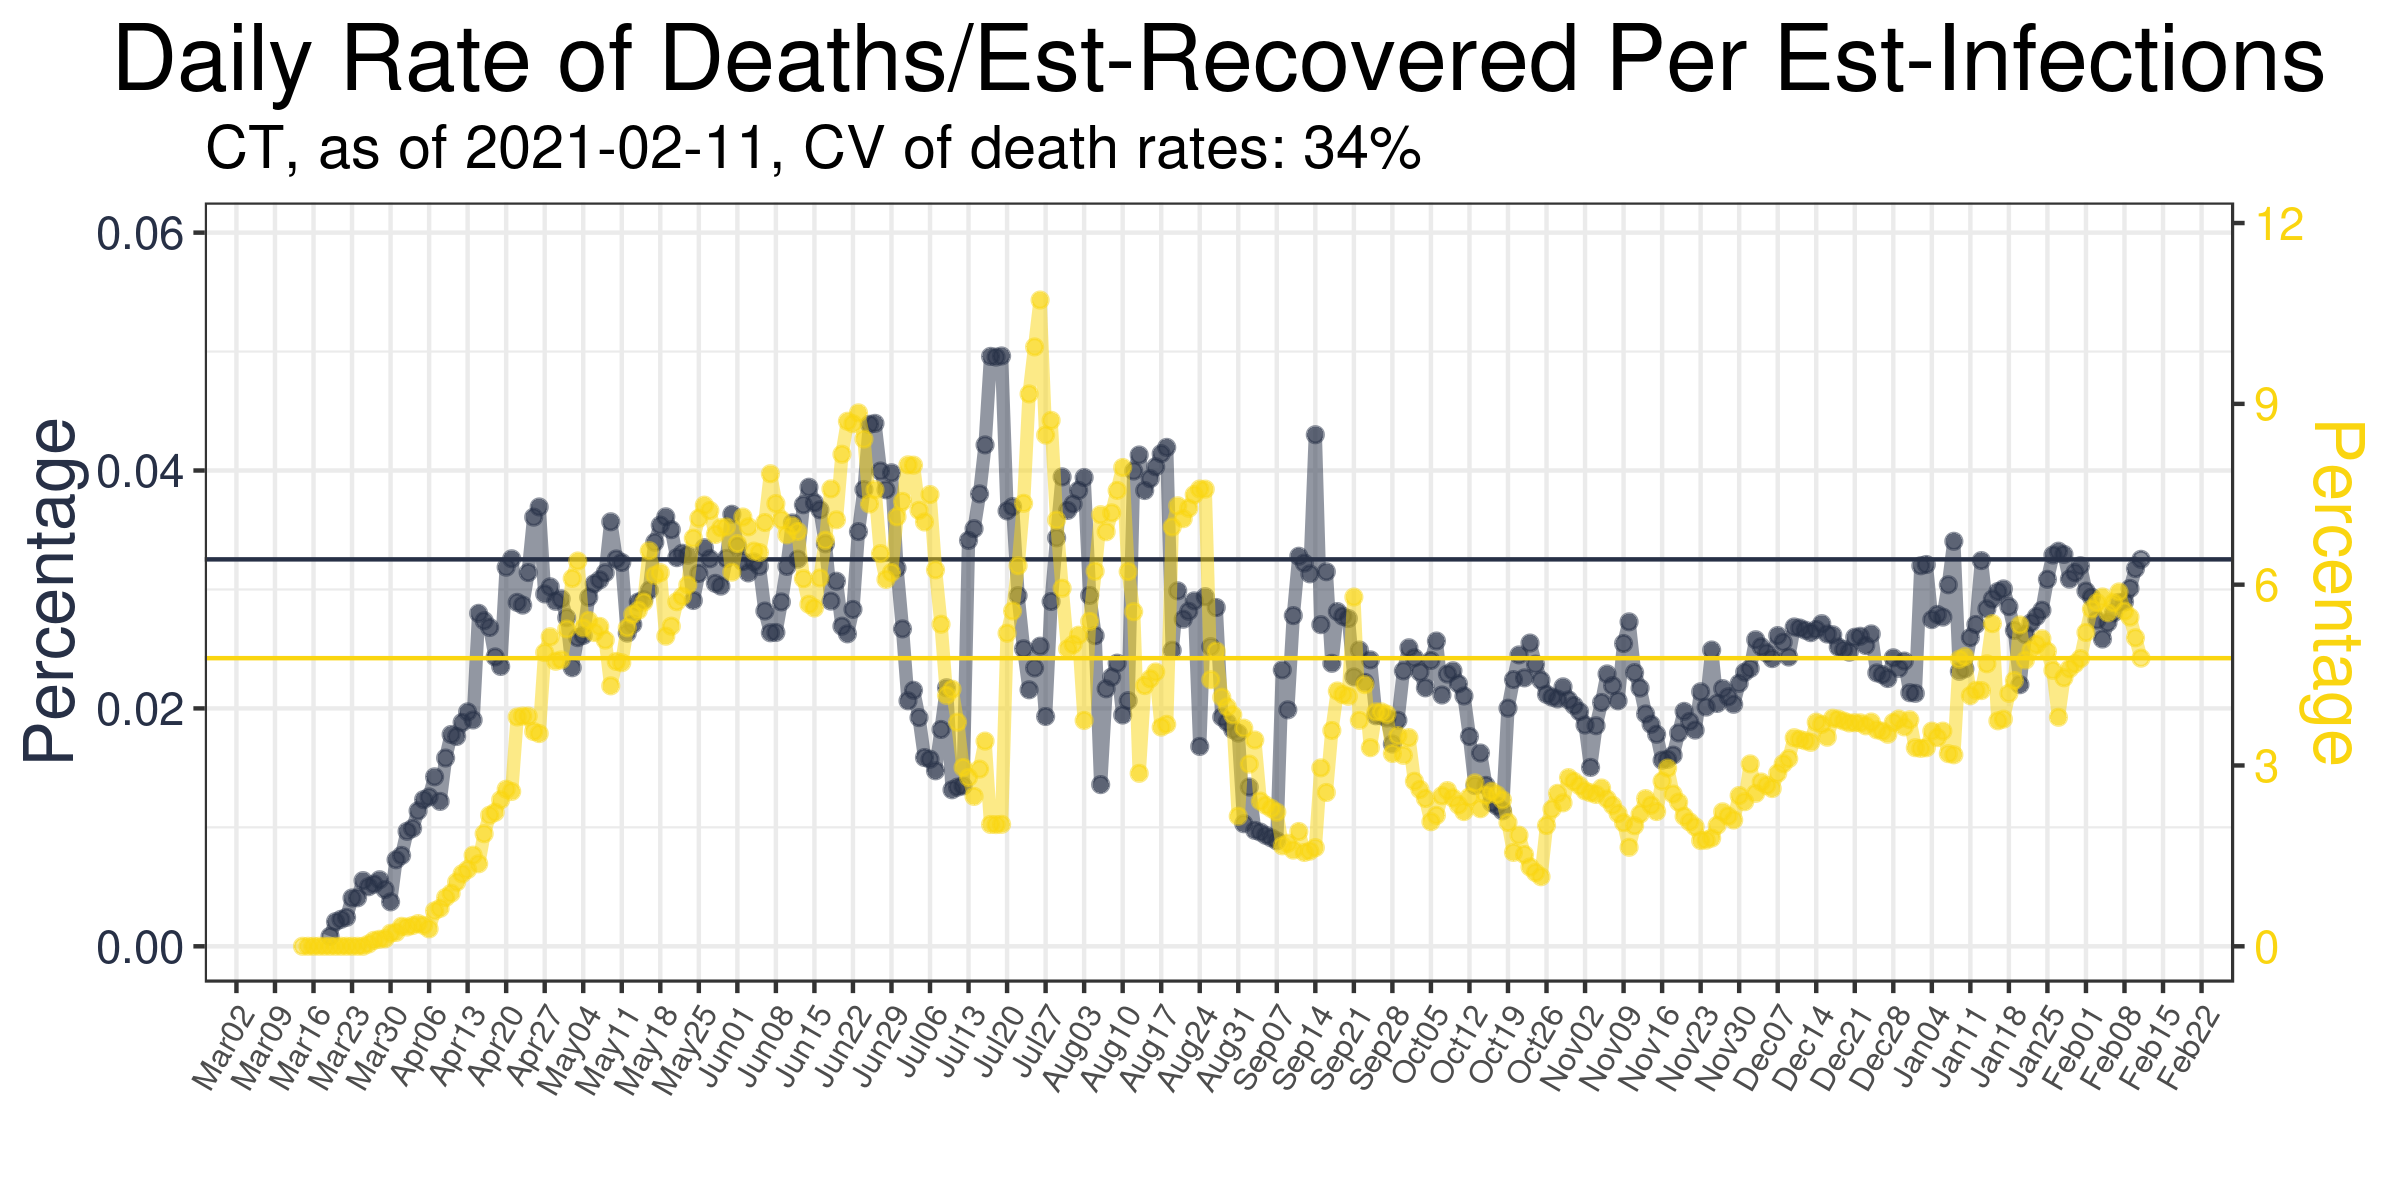 Daily Rate of Deaths/Est-Recovered Per Est-Infections
CT, as of 2021-02-11, CV of death rates: 34%
Percentage
0.06
0.04
0.02
0.00
12
9
6
3
0
Percentage
Mar02
Mar09
Mar16
Mar23
Mar30
Apr06
Apr13
Apr20
Apr27
May04
May11
May18
May25
Jun01
Jun08
Jun15
Jun22
Jun29
Jul06
Jul13
Jul20
Jul27
Aug03
Aug10
Aug17
Aug24
Aug31
Sep07
Sep14
Sep21
Sep28
Oct05
Oct12
Oct19
Oct26
Nov02
Nov09
Nov16
Nov23
Nov30
Dec07
Dec14
Dec21
Dec28
Jan04
Jan11
Jan18
Jan25
Feb01
Feb08
Feb15
Feb22